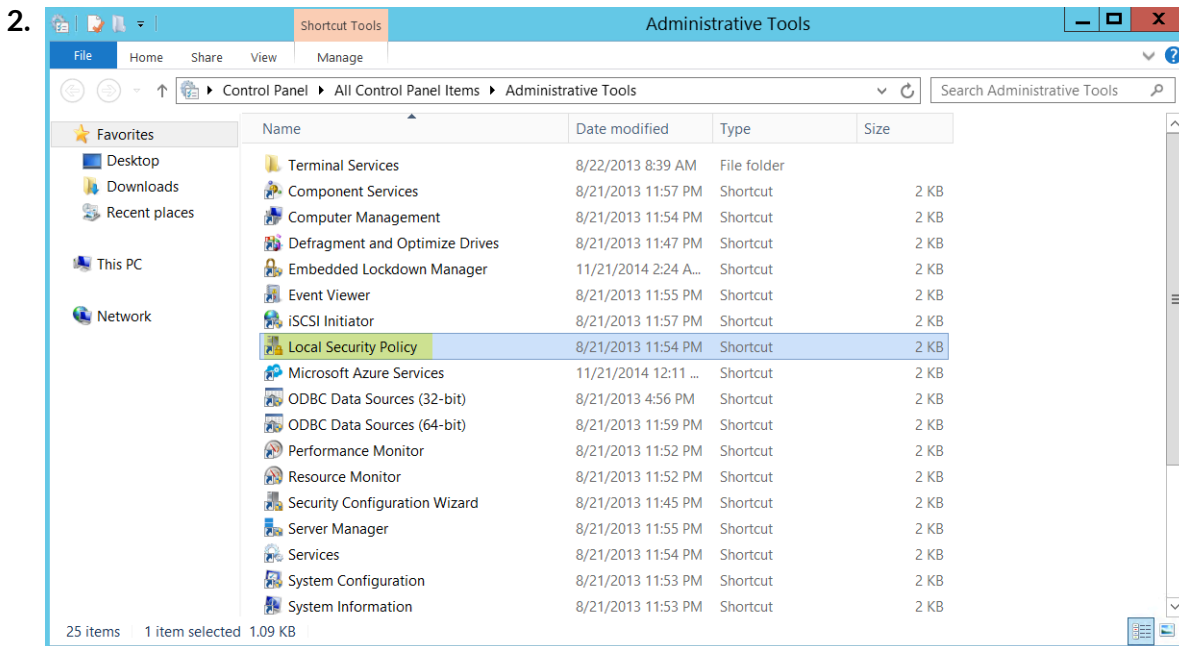 2.
Shortcut Tools
Administrative Tools
File Home Share View Manage
Control Panel All Control Panel Items Administrative Tools
Search Administrative Tools
Favorites
Desktop
Downloads
Recent places
This PC
Network
Name Date modified Type Size
Terminal Services 8/22/2013 8:39 AM File folder
Component Services 8/21/2013 11:57 PM Shortcut 2 KB
Computer Management 8/21/2013 11:54 PM Shortcut 2 KB
Defragment and Optimize Drives 8/21/2013 11:47 PM Shortcut 2 KB
Embedded Lockdown Manager 11/21/2014 2:24 A... Shortcut 2 KB
Event Viewer 8/21/2013 11:55 PM Shortcut 2 KB
iSCSI Initiator 8/21/2013 11:57 PM Shortcut 2 KB
Local Security Policy 8/21/2013 11:54 PM Shortcut 2 KB
Microsoft Azure Services 11/21/2014 12:11 ... Shortcut 2 KB
ODBC Data Sources (32-bit) 8/21/2013 4:56 PM Shortcut 2 KB
ODBC Data Sources (64-bit) 8/21/2013 11:59 PM Shortcut 2 KB
Performance Monitor 8/21/2013 11:52 PM Shortcut 2 KB
Resource Monitor 8/21/2013 11:52 PM Shortcut 2 KB
Security Configuration Wizard 8/21/2013 11:45 PM Shortcut 2 KB
Server Manager 8/21/2013 11:55 PM Shortcut 2 KB
Services 8/21/2013 11:54 PM Shortcut 2 KB
System Configuration 8/21/2013 11:53 PM Shortcut 2 KB
System Information 8/21/2013 11:53 PM Shortcut 2 KB
25 items 1 item selected 1.09 KB